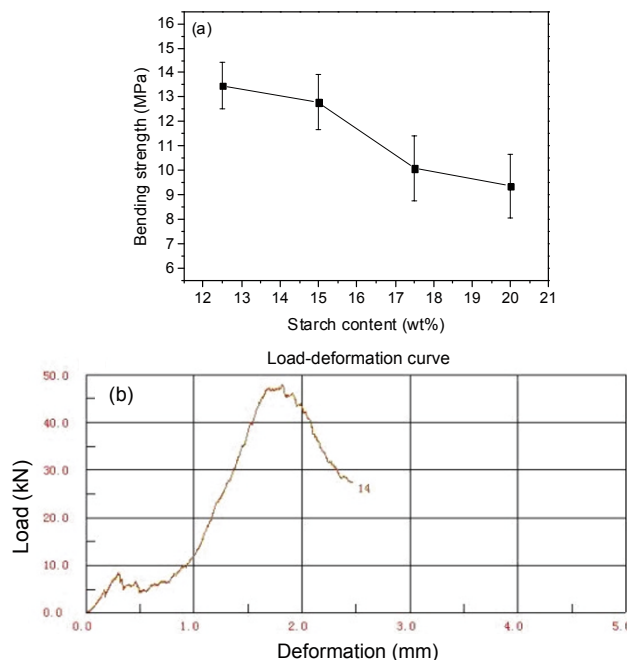 (a)
16
15
14
13
12
11
10
9
8
7
6
Bending strength (MPa)
12 13 14 15 16 17 18 19 20 21
Starch content (wt%)
Load-deformation curve
(b)
50.0
40.0
30.0
20.0
10.0
0.0
Load (kN)
14
0.0 1.0 2.0 3.0 4.0 5.0
Deformation (mm)